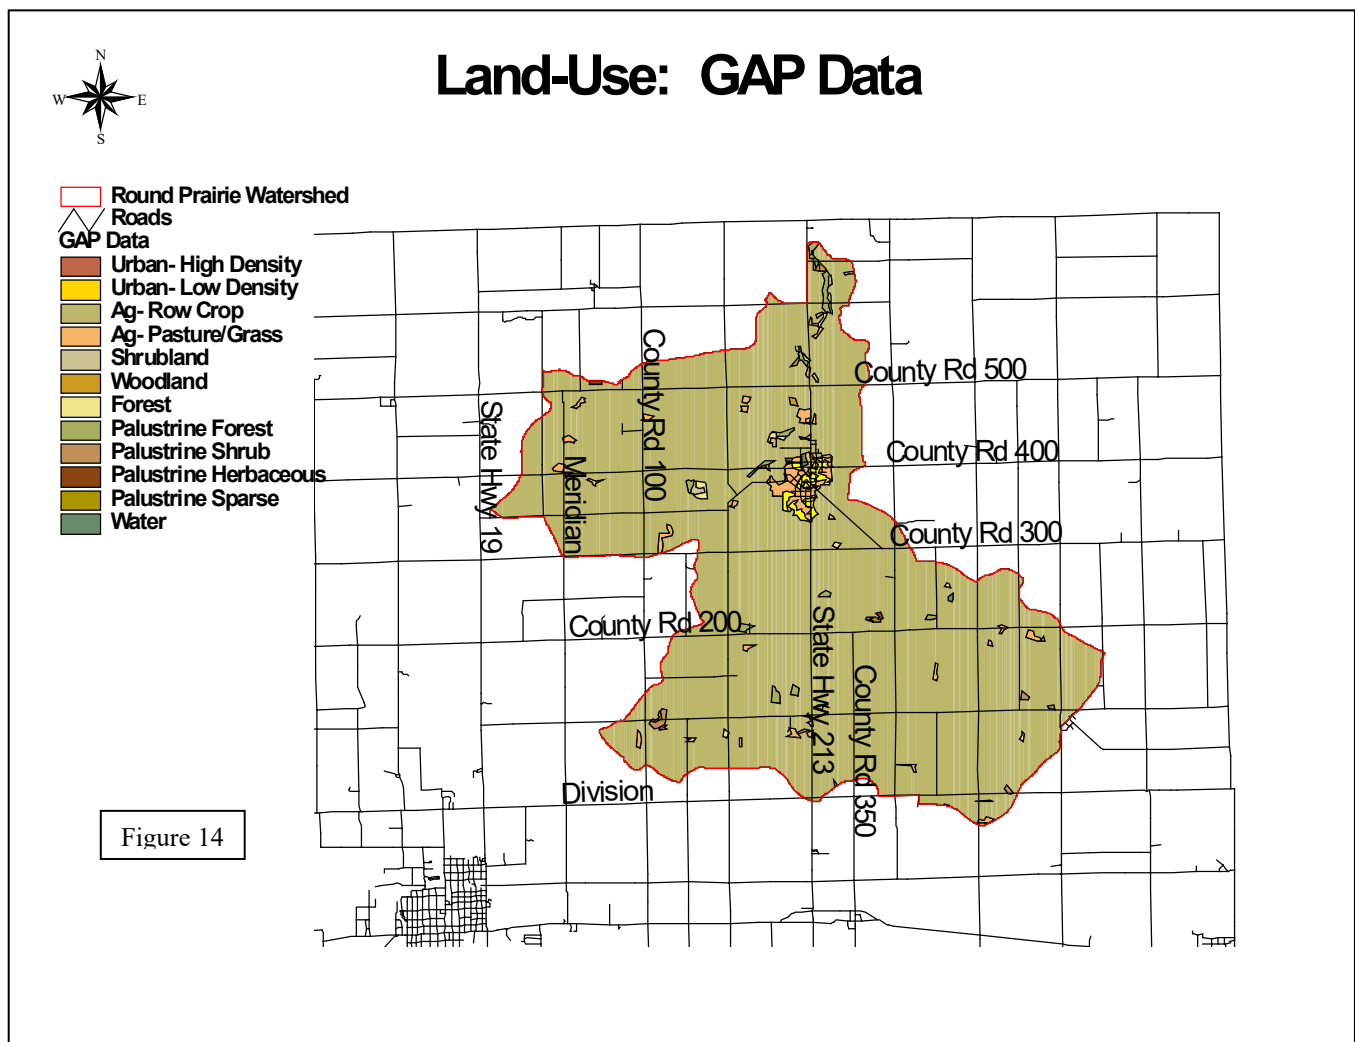 Land-Use: GAP Data
N
W E
S
Round Prairie Watershed
Roads
GAP Data
Urban- High Density
Urban- Low Density
Ag- Row Crop
Ag- Pasture/Grass
Shrubland
Woodland
Forest
Palustrine Forest
Palustrine Shrub
Palustrine Herbaceous
Palustrine Sparse
Water
County Rd 500
County Rd 100
State Hwy 19
Meridian
County Rd 400
County Rd 300
County Rd 200
State Hwy 213
County Rd 350
Division
Figure 14